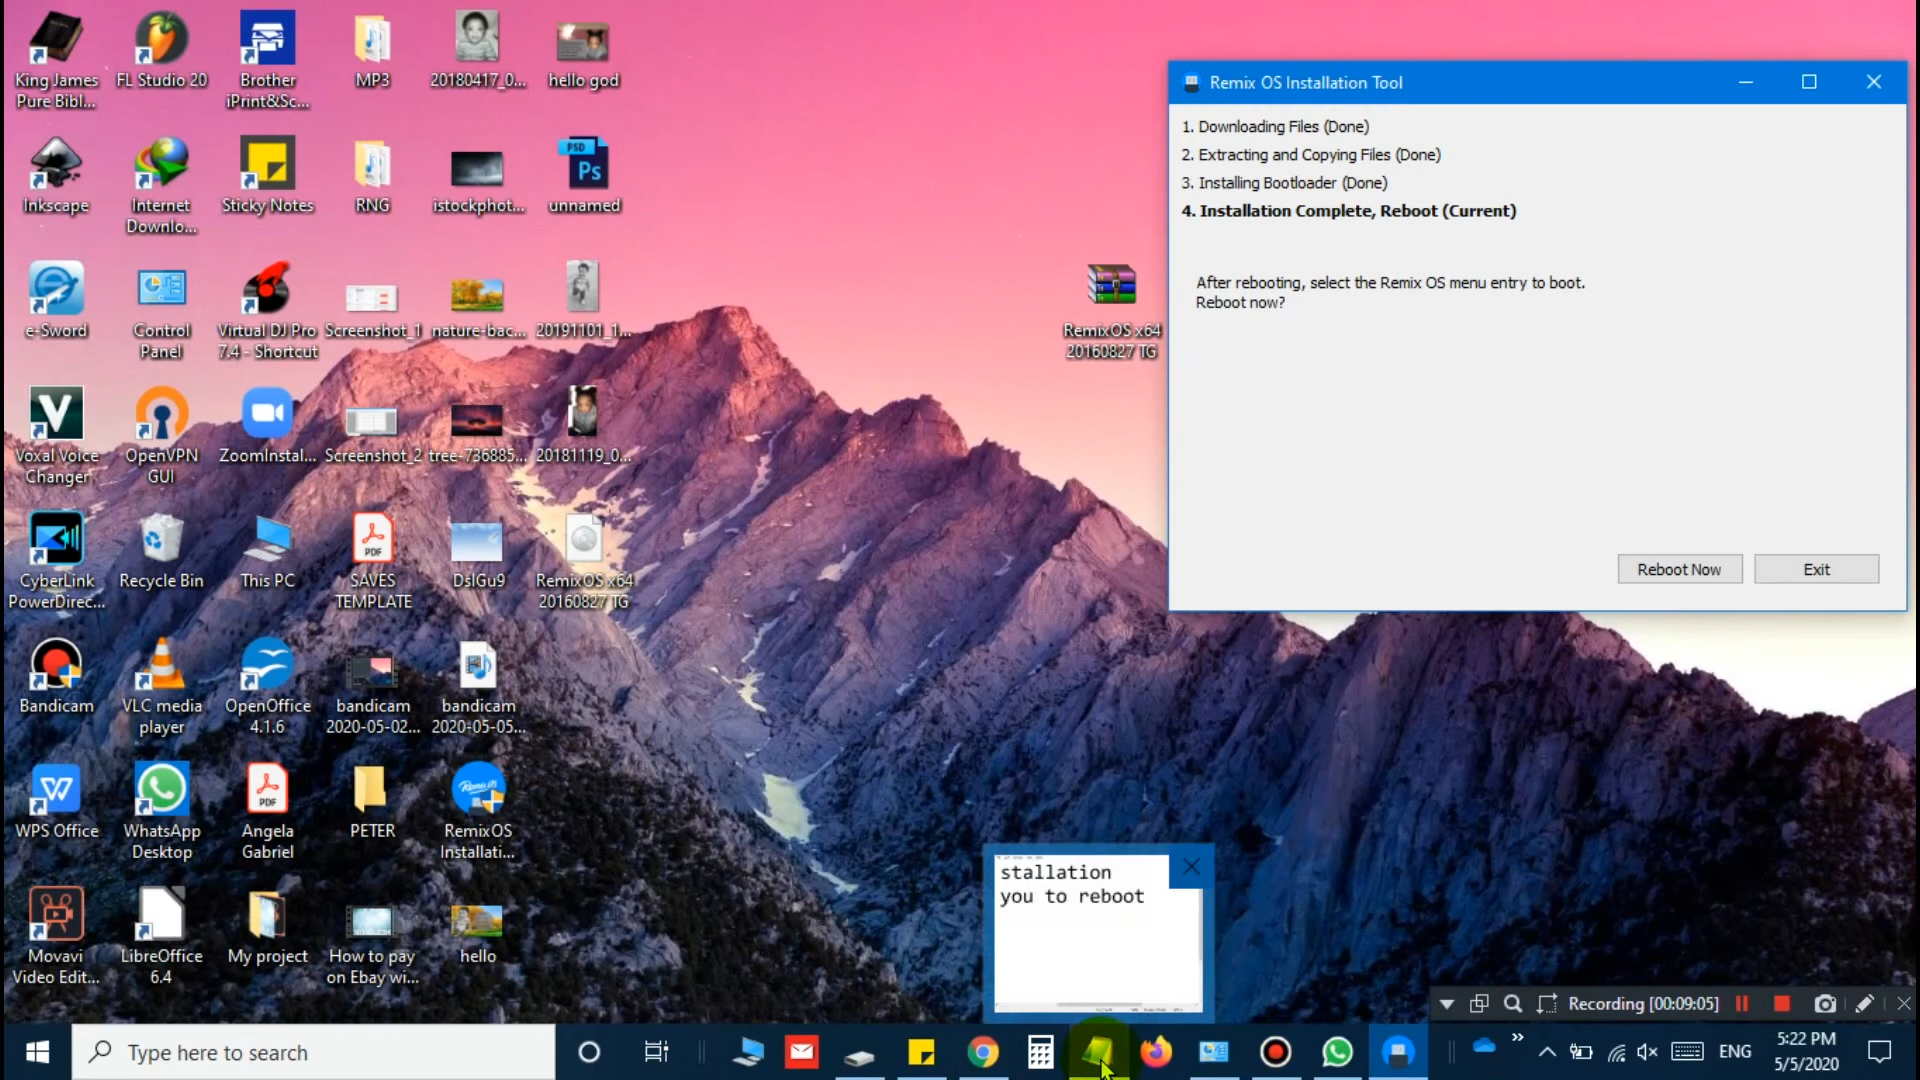 King James
Pure Bibl...
FL Studio 20
Brother
iPrint&Sc...
MP3
20180417_0...
hello god
Inkscape
Internet
Downlo...
Sticky Notes
RNG
istockphot...
PSD
Ps
unnamed
e-Sword
Control
Panel
Virtual DJ Pro
7.4 - Shortcut
Screenshot_1
nature-bac...
20191101_1...
RemixOS x64
20160827 TG
Voxal Voice
Changer
OpenVPN
GUI
ZoomInstal...
Screenshot_2
tree-736885...
20181119_0...
CyberLink
PowerDirec...
Recycle Bin
This PC
PDF
SAVES
TEMPLATE
DslGu9
RemixOS x64
20160827 TG
Bandicam
VLC media
player
OpenOffice
4.1.6
bandicam
2020-05-02...
bandicam
2020-05-05...
WPS Office
WhatsApp
Desktop
PDF
Angela
Gabriel
PETER
RemixOS
Installati...
Movavi
Video Edit...
LibreOffice
6.4
My project
How to pay
on Ebay wi...
hello
Remix OS Installation Tool
1. Downloading Files (Done)
2. Extracting and Copying Files (Done)
3. Installing Bootloader (Done)
4. Installation Complete, Reboot (Current)
After rebooting, select the Remix OS menu entry to boot.
Reboot now?
Reboot Now
Exit
stallation
you to reboot
Recording [00:09:05]
Type here to search
ENG
5:22 PM
5/5/2020